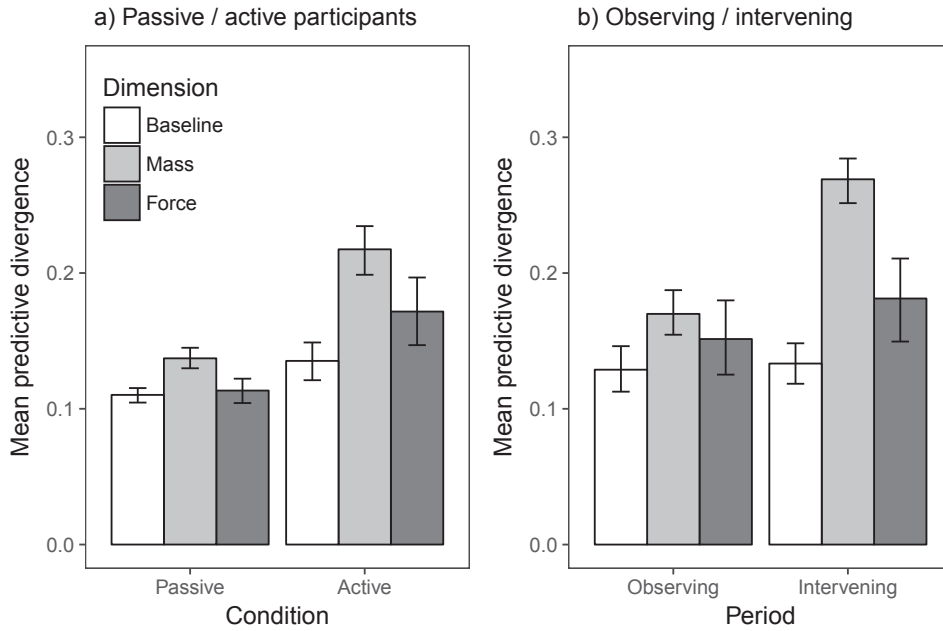 a) Passive / active participants
Mean predictive divergence
0.3
0.2
0.1
0.0
Dimension
Baseline
Mass
Force
Passive
Active
Condition
b) Observing / intervening
Mean predictive divergence
0.3
0.2
0.1
0.0
Observing
Intervening
Period